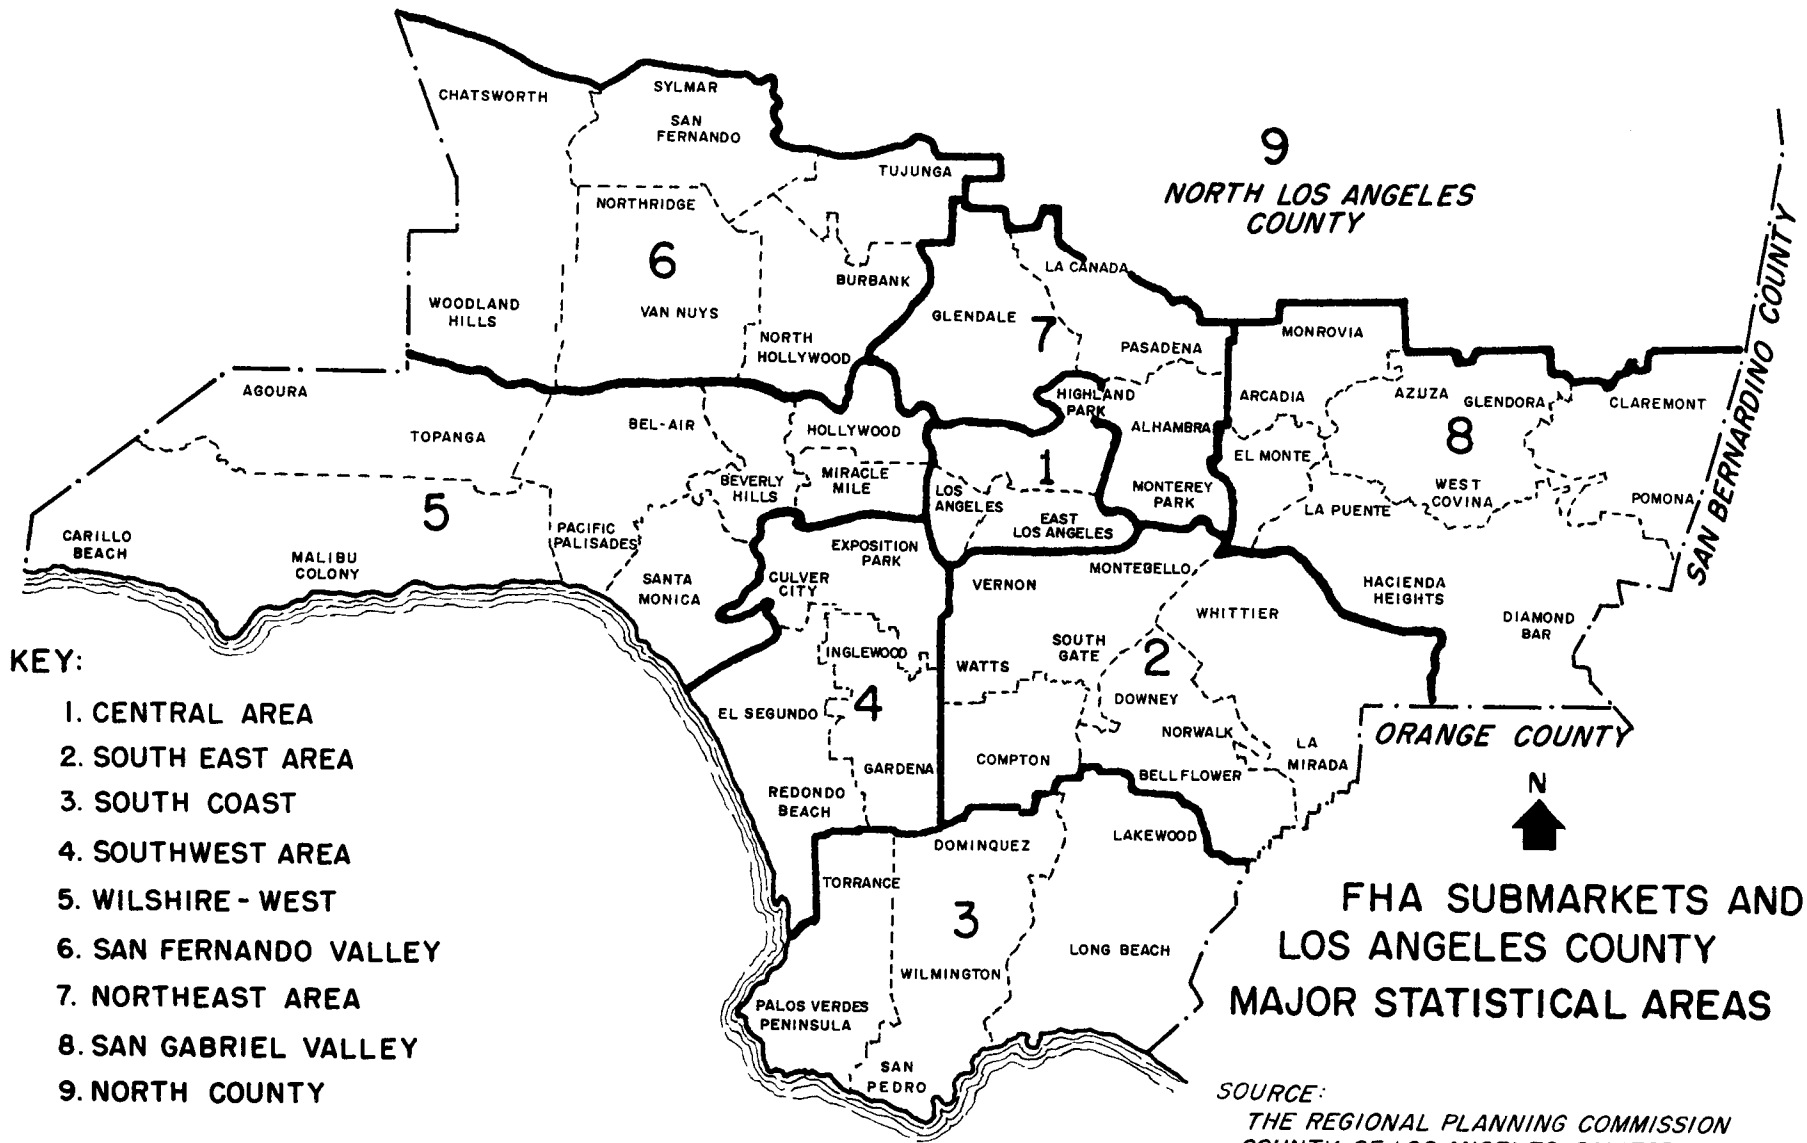 CHATSWORTH
SYLMAR
SAN
FERNANDO
TUJUNGA
9
NORTH LOS ANGELES
COUNTY
NORTHRIDGE
6
BURBANK
LA CANADA
WOODLAND
HILLS
VAN NUYS
GLENDALE
7
NORTH
HOLLYWOOD
PASADENA
MONROVIA
SAN BERNARDINO COUNTY
AGOURA
TOPANGA
BEL-AIR
HOLLYWOOD
HIGHLAND
PARK
ALHAMBRA
ARCADIA
AZUZA
GLENDORA
CLAREMONT
8
EL MONTE
1
BEVERLY
HILLS
MIRACLE
MILE
LOS
ANGELES
EAST
LOS ANGELES
MONTEREY
PARK
LA PUENTE
WEST
COVINA
POMONA
5
CARILLO
BEACH
MALIBU
COLONY
PACIFIC
PALISADES
SANTA
MONICA
EXPOSITION
PARK
CULVER
CITY
VERNON
MONTEBELLO
WHITTIER
HACIENDA
HEIGHTS
DIAMOND
BAR
INGLEWOOD
WATTS
SOUTH
GATE
2
4
EL SEGUNDO
DOWNEY
NORWALK
LA
MIRADA
ORANGE COUNTY
GARDENA
COMPTON
BELLFLOWER
REDONDO
BEACH
DOMINQUEZ
LAKEWOOD
TORRANCE
3
WILMINGTON
LONG BEACH
PALOS VERDES
PENINSULA
SAN
PEDRO
KEY:
1. CENTRAL AREA
2. SOUTH EAST AREA
3. SOUTH COAST
4. SOUTHWEST AREA
5. WILSHIRE-WEST
6. SAN FERNANDO VALLEY
7. NORTHEAST AREA
8. SAN GABRIEL VALLEY
9. NORTH COUNTY
N
FHA SUBMARKETS AND
LOS ANGELES COUNTY
MAJOR STATISTICAL AREAS
SOURCE:
THE REGIONAL PLANNING COMMISSION